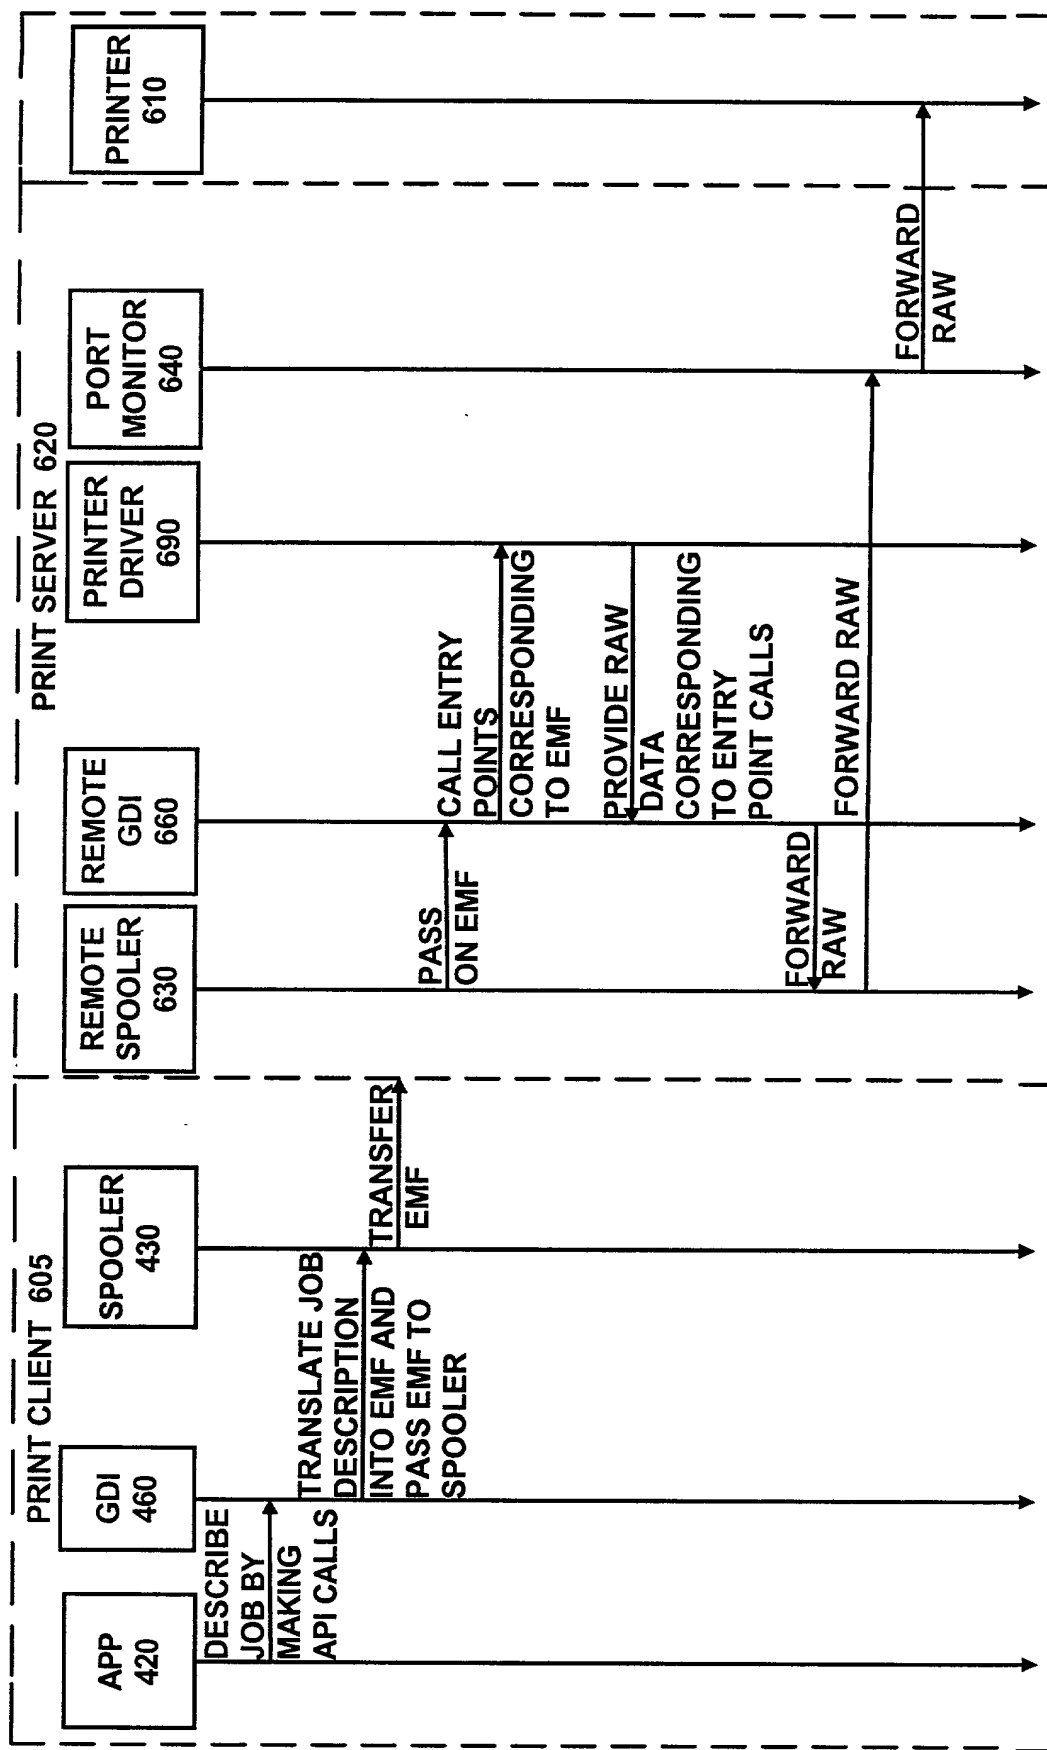 PRINT CLIENT 605
PRINT SERVER 620
APP
420
GDI
460
SPOOLER
430
REMOTE
SPOOLER
630
REMOTE
GDI
660
PRINTER
DRIVER
690
PORT
MONITOR
640
PRINTER
610
DESCRIBE
JOB BY
MAKING
API CALLS
TRANSLATE JOB
DESCRIPTION
INTO EMF AND
PASS EMF TO
SPOOLER
TRANSFER
EMF
PASS
ON EMF
CALL ENTRY
POINTS
CORRESPONDING
TO EMF
PROVIDE RAW
DATA
CORRESPONDING
TO ENTRY
POINT CALLS
FORWARD
RAW
FORWARD RAW
FORWARD
RAW